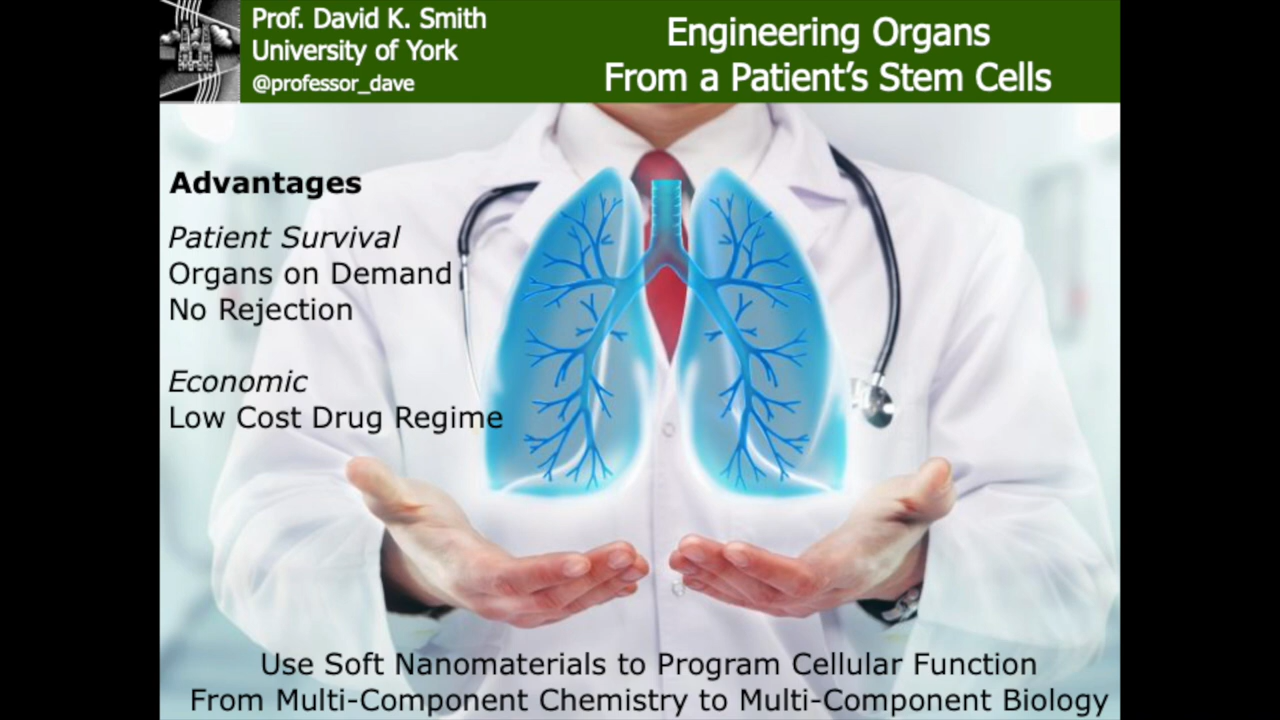 Prof. David K. Smith
University of York
@professor_dave
Engineering Organs
From a Patient's Stem Cells
Advantages
Patient Survival
Organs on Demand
No Rejection
Economic
Low Cost Drug Regime
Use Soft Nanomaterials to Program Cellular Function
From Multi-Component Chemistry to Multi-Component Biology